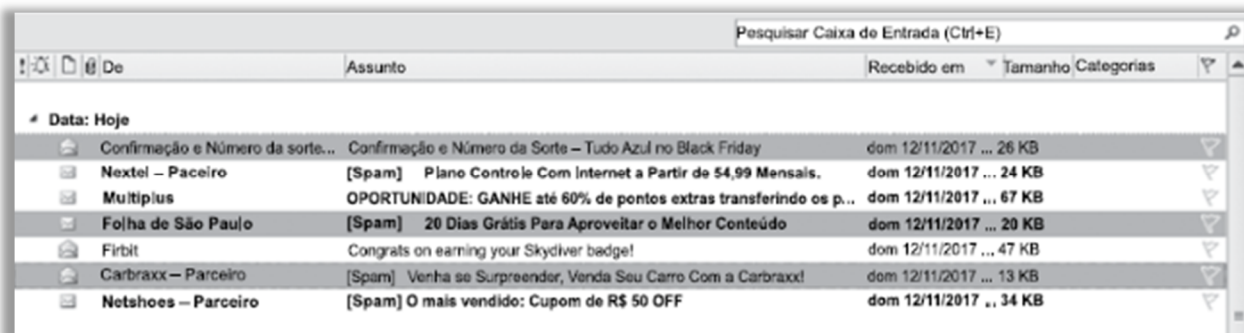 Pesquisar Caixa de Entrada (Ctrl+E)
! De Assunto Recebido em Tamanho Categorias
Data: Hoje
Confirmação e Número da sorte... Confirmação e Número da Sorte – Tudo Azul no Black Friday dom 12/11/2017 ... 26 KB
Nextel – Paceiro [Spam] Plano Controle Com Internet a Partir de 54,99 Mensais. dom 12/11/2017 ... 24 KB
Multiplus OPORTUNIDADE: GANHE até 60% de pontos extras transferindo os p... dom 12/11/2017 ... 67 KB
Folha de São Paulo [Spam] 20 Dias Grátis Para Aproveitar o Melhor Conteúdo dom 12/11/2017 ... 20 KB
Firbit Congrats on earning your Skydiver badge! dom 12/11/2017 ... 47 KB
Carbraxx – Parceiro [Spam] Venha se Surpreender, Venda Seu Carro Com a Carbraxx! dom 12/11/2017 ... 13 KB
Netshoes – Parceiro [Spam] O mais vendido: Cupom de R$ 50 OFF dom 12/11/2017 ... 34 KB